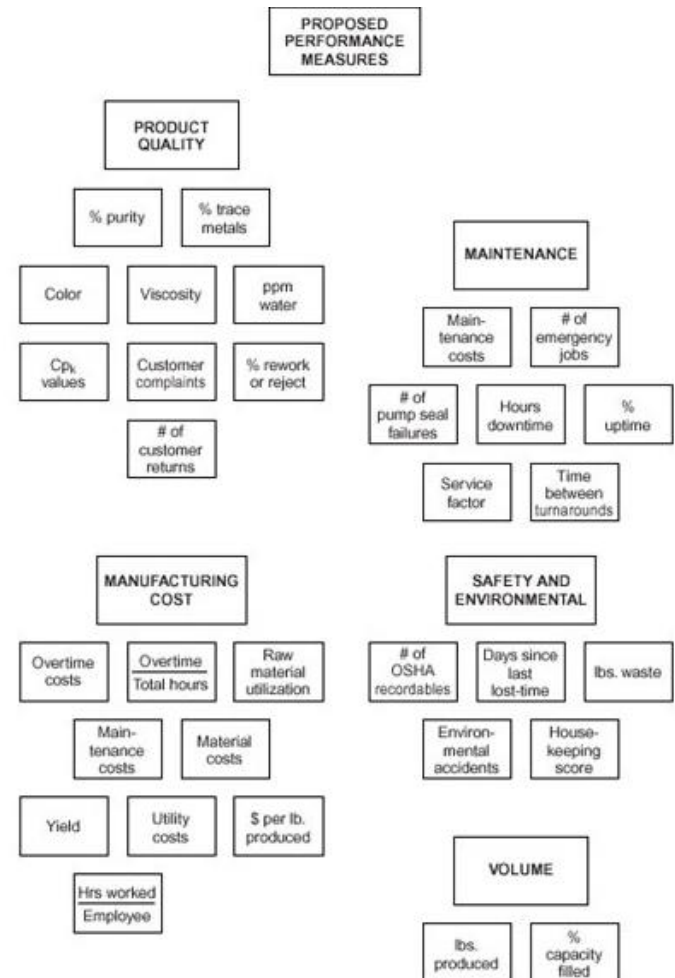 PROPOSED
PERFORMANCE
MEASURES
PRODUCT
QUALITY
% purity
% trace
metals
Color
Viscosity
ppm
water
Cpk
values
Customer
complaints
% rework
or reject
# of
customer
returns
MAINTENANCE
Main-
tenance
costs
# of
emergency
jobs
# of
pump seal
failures
Hours
downtime
%
uptime
Service
factor
Time
between
turnarounds
MANUFACTURING
COST
Overtime
costs
Overtime
Total hours
Raw
material
utilization
Main-
tenance
costs
Material
costs
Yield
Utility
costs
$ per lb.
produced
Hrs worked
Employee
SAFETY AND
ENVIRONMENTAL
# of
OSHA
recordables
Days since
last
lost-time
lbs. waste
Environ-
mental
accidents
House-
keeping
score
VOLUME
lbs.
produced
%
capacity
filled